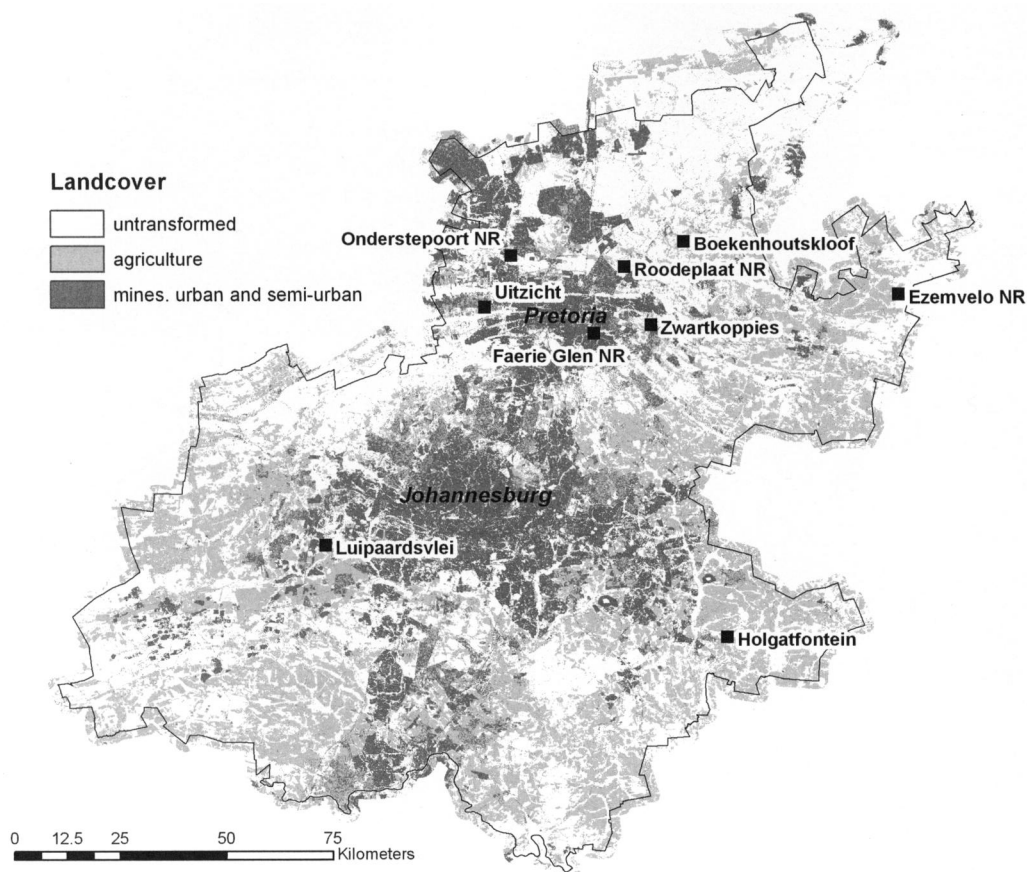 Landcover
untransformed
agriculture
mines. urban and semi-urban
Onderstepoort NR
Boekenhoutskloof
Roodeplaat NR
Ezemvelo NR
Uitzicht
Pretoria
Zwartkoppies
Faerie Glen NR
Johannesburg
Luipaardsvlei
Holgatfontein
0 12.5 25 50 75
Kilometers